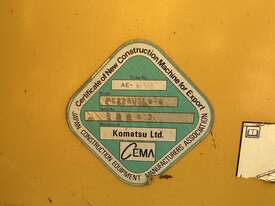 Certificate of New Construction Machine for Export
AE-
Komatsu Ltd.
CEMA
JAPAN CONSTRUCTION EQUIPMENT MANUFACTURERS ASSOCIATION